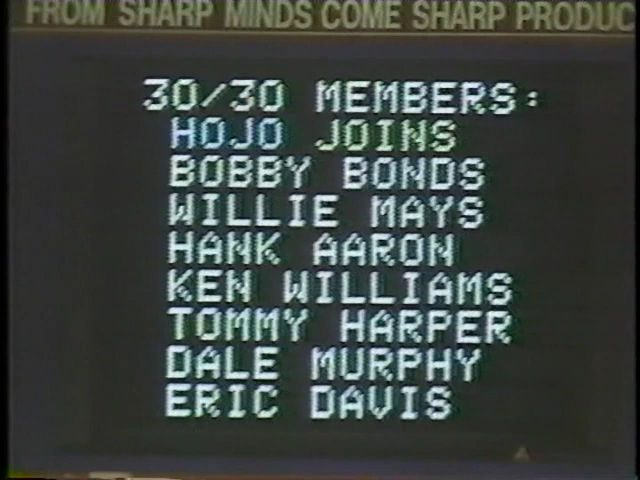 FROM SHARP MINDS COME SHARP PRODUC
30/30 MEMBERS:
HOJO JOINS
BOBBY BONDS
WILLIE MAYS
HANK AARON
KEN WILLIAMS
TOMMY HARPER
DALE MURPHY
ERIC DAVIS